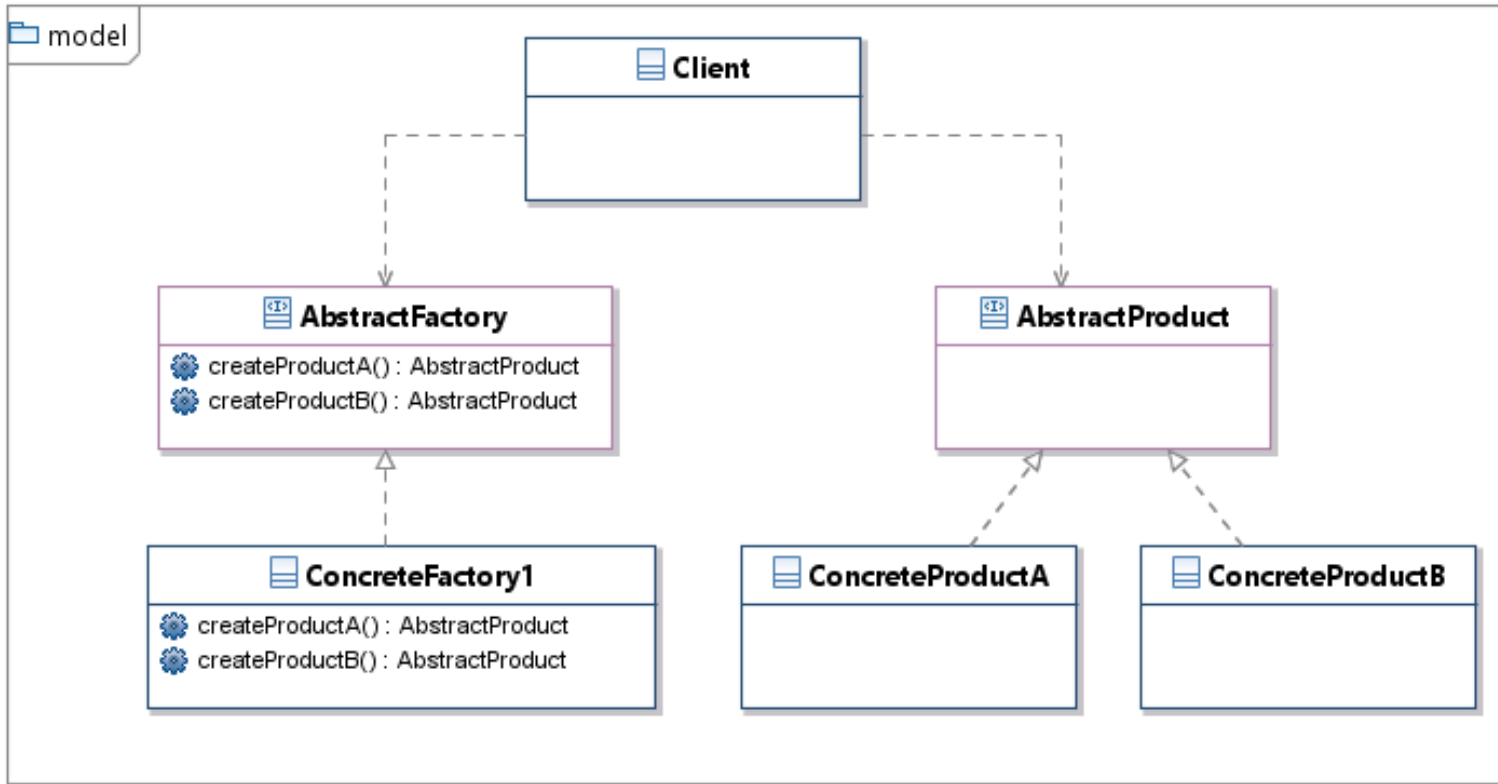 model
Client
AbstractFactory
createProductA() : AbstractProduct
createProductB() : AbstractProduct
AbstractProduct
ConcreteFactory1
createProductA() : AbstractProduct
createProductB() : AbstractProduct
ConcreteProductA
ConcreteProductB